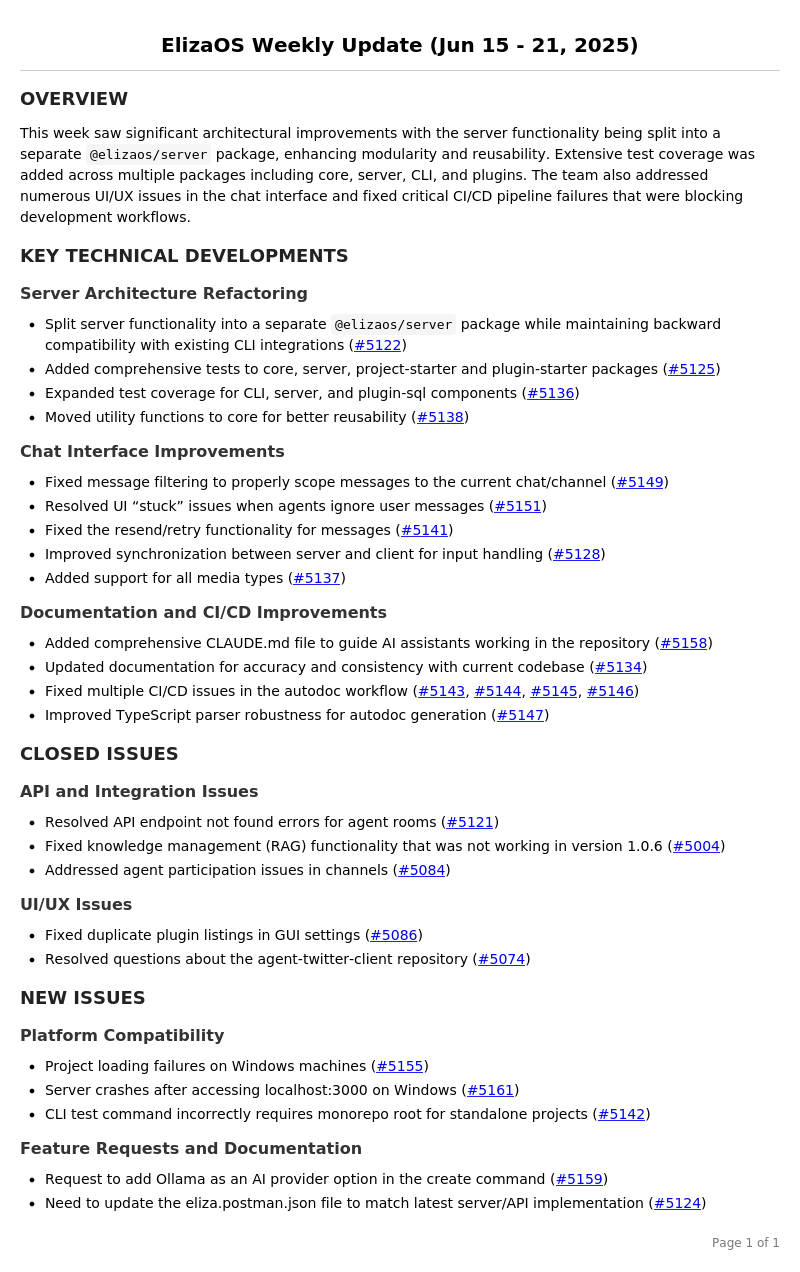 ElizaOS Weekly Update (Jun 15 - 21, 2025)
OVERVIEW
This week saw significant architectural improvements with the server functionality being split into a
separate @elizaos/server package, enhancing modularity and reusability. Extensive test coverage was
added across multiple packages including core, server, CLI, and plugins. The team also addressed
numerous UI/UX issues in the chat interface and fixed critical CI/CD pipeline failures that were blocking
development workflows.
KEY TECHNICAL DEVELOPMENTS
Server Architecture Refactoring
• Split server functionality into a separate @elizaos/server package while maintaining backward
compatibility with existing CLI integrations (#5122)
• Added comprehensive tests to core, server, project-starter and plugin-starter packages (#5125)
• Expanded test coverage for CLI, server, and plugin-sql components (#5136)
• Moved utility functions to core for better reusability (#5138)
Chat Interface Improvements
• Fixed message filtering to properly scope messages to the current chat/channel (#5149)
• Resolved UI “stuck” issues when agents ignore user messages (#5151)
• Fixed the resend/retry functionality for messages (#5141)
• Improved synchronization between server and client for input handling (#5128)
• Added support for all media types (#5137)
Documentation and CI/CD Improvements
• Added comprehensive CLAUDE.md file to guide AI assistants working in the repository (#5158)
• Updated documentation for accuracy and consistency with current codebase (#5134)
• Fixed multiple CI/CD issues in the autodoc workflow (#5143, #5144, #5145, #5146)
• Improved TypeScript parser robustness for autodoc generation (#5147)
CLOSED ISSUES
API and Integration Issues
• Resolved API endpoint not found errors for agent rooms (#5121)
• Fixed knowledge management (RAG) functionality that was not working in version 1.0.6 (#5004)
• Addressed agent participation issues in channels (#5084)
UI/UX Issues
• Fixed duplicate plugin listings in GUI settings (#5086)
• Resolved questions about the agent-twitter-client repository (#5074)
NEW ISSUES
Platform Compatibility
• Project loading failures on Windows machines (#5155)
• Server crashes after accessing localhost:3000 on Windows (#5161)
• CLI test command incorrectly requires monorepo root for standalone projects (#5142)
Feature Requests and Documentation
• Request to add Ollama as an AI provider option in the create command (#5159)
• Need to update the eliza.postman.json file to match latest server/API implementation (#5124)
Page 1 of 1